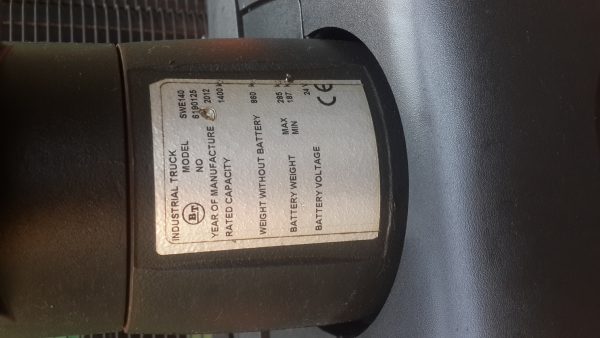 INDUSTRIAL TRUCK
BT MODEL SWE140
NO 6190125
YEAR OF MANUFACTURE 2012
RATED CAPACITY 1400 k
WEIGHT WITHOUT BATTERY 860 k
BATTERY WEIGHT MAX 295 k
MIN 187
BATTERY VOLTAGE 24 V
CE